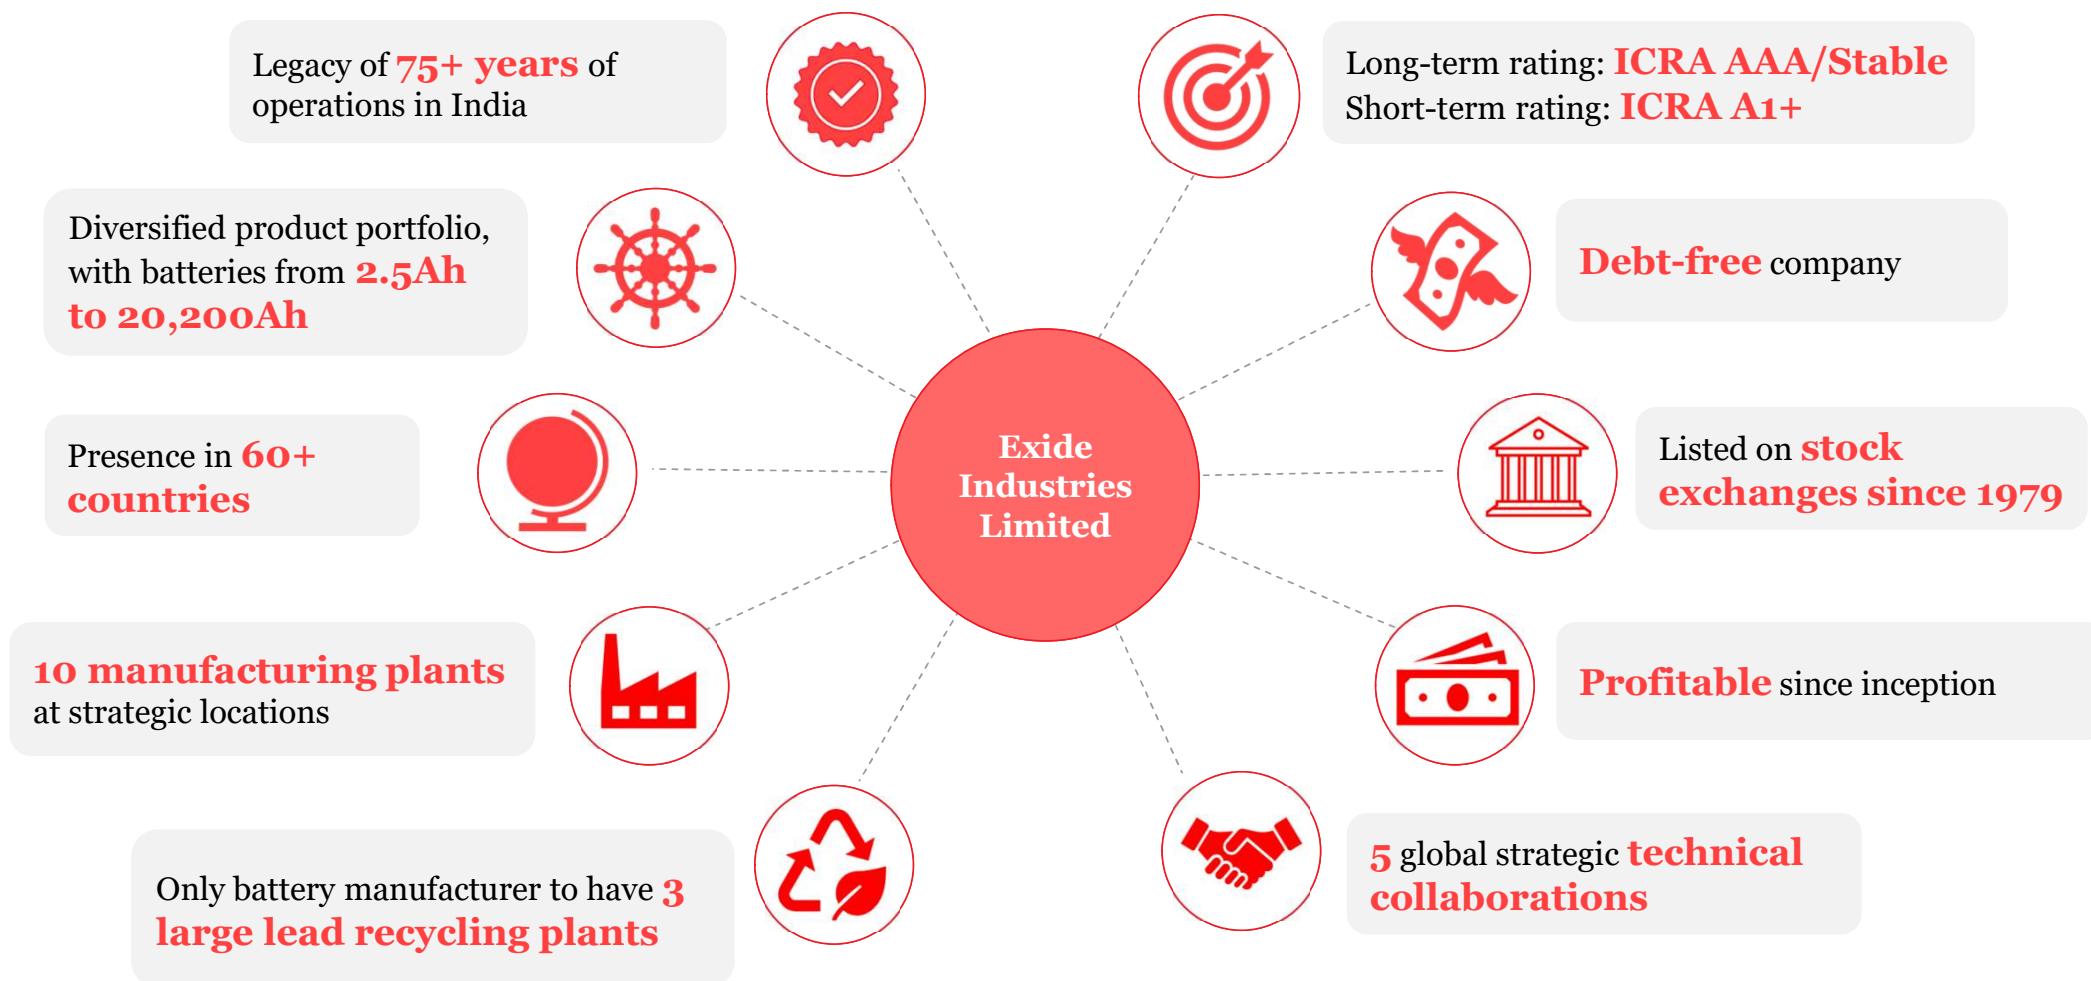 Legacy of 75+ years of
operations in India
Long-term rating: ICRA AAA/Stable
Short-term rating: ICRA A1+
Diversified product portfolio,
with batteries from 2.5Ah
to 20,200Ah
Debt-free company
Presence in 60+
countries
Exide
Industries
Limited
Listed on stock
exchanges since 1979
10 manufacturing plants
at strategic locations
Profitable since inception
Only battery manufacturer to have 3
large lead recycling plants
5 global strategic technical
collaborations